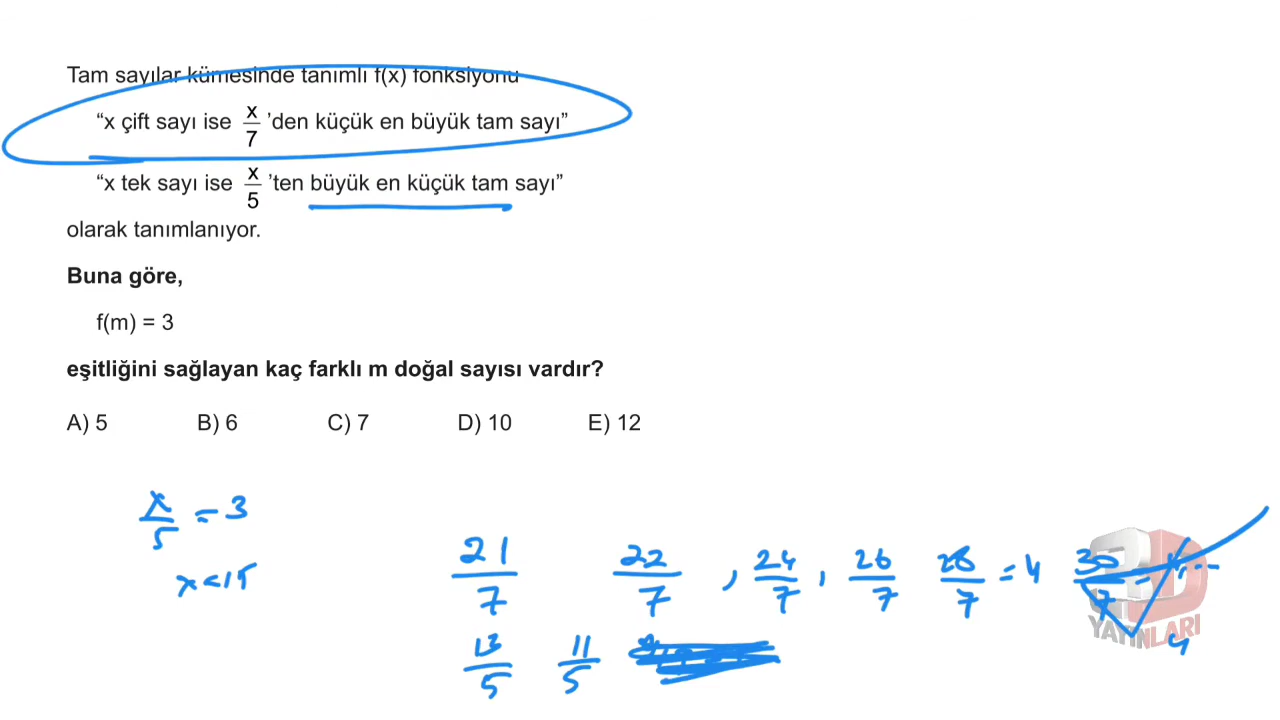 Tam sayılar kümesinde tanımlı f(x) fonksiyonu
“x çift sayı ise x/7 ’den küçük en büyük tam sayı”
“x tek sayı ise x/5 ’ten büyük en küçük tam sayı”
olarak tanımlanıyor.
Buna göre,
f(m) = 3
eşitliğini sağlayan kaç farklı m doğal sayısı vardır?
A) 5 B) 6 C) 7 D) 10 E) 12
x/5 = 3
x<15
21/7 22/7 , 24/7 , 26/7 28/7 = 4 30/7 =
13/5 11/5
4
3D
YAYINLARI